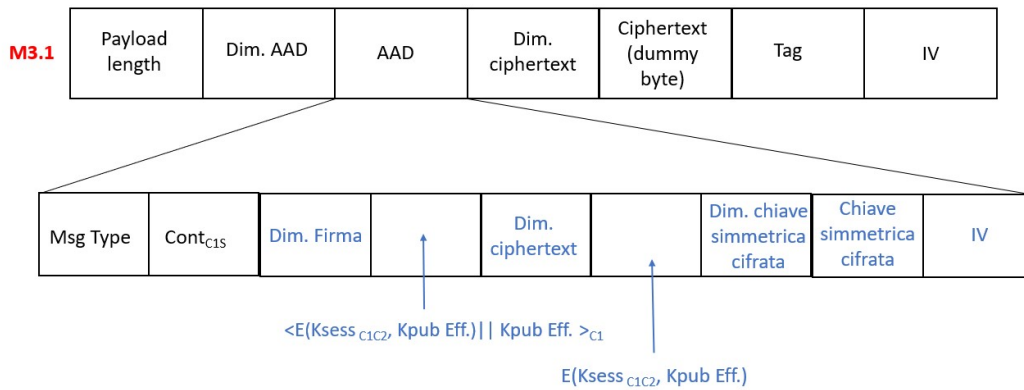 M3.1
Payload
length
Dim. AAD
AAD
Dim.
ciphertext
Ciphertext
(dummy
byte)
Tag
IV
Msg Type
Cont C1S
Dim. Firma
Dim.
ciphertext
Dim. chiave
simmetrica
cifrata
Chiave
simmetrica
cifrata
IV
<E(Ksess C1C2, Kpub Eff.)|| Kpub Eff. >C1
E(Ksess C1C2, Kpub Eff.)